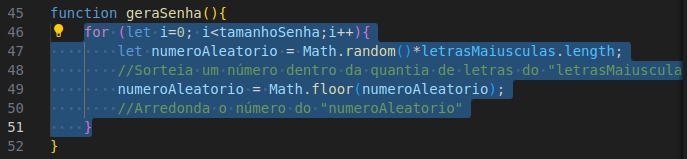 45 function geraSenha(){
46 for (let i=0; i<tamanhoSenha;i++){
47 let numeroAleatorio = Math.random()*letrasMaiusculas.length;
48 //Sorteia um número dentro da quantia de letras do "letrasMaiuscula
49 numeroAleatorio = Math.floor(numeroAleatorio);
50 //Arredonda o número do "numeroAleatorio"
51 }
52 }